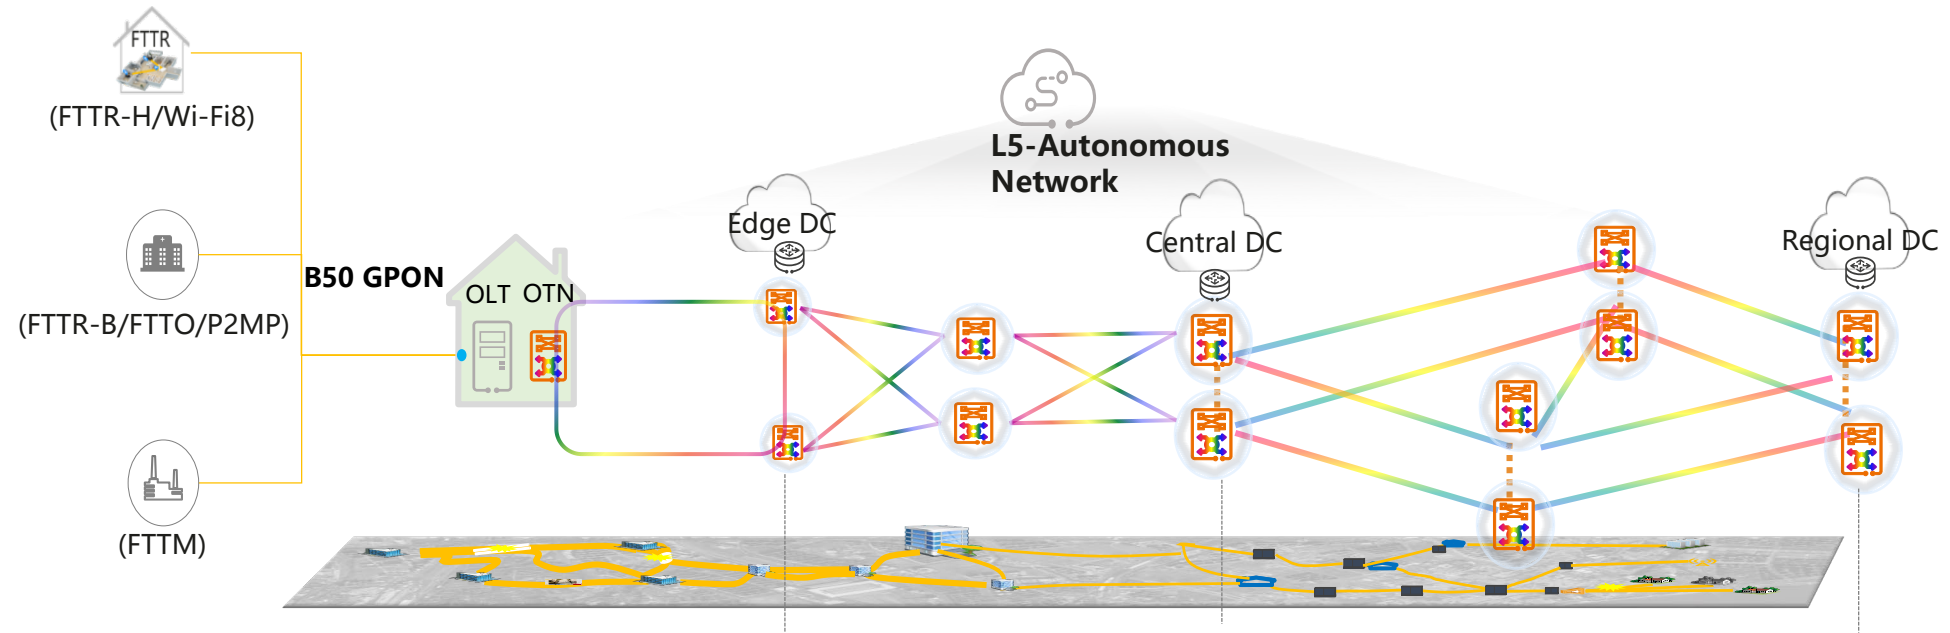 FTTR
(FTTR-H/Wi-Fi8)
L5-Autonomous
Network
Edge DC
Central DC
Regional DC
B50 GPON
OLT OTN
(FTTR-B/FTTO/P2MP)
(FTTM)